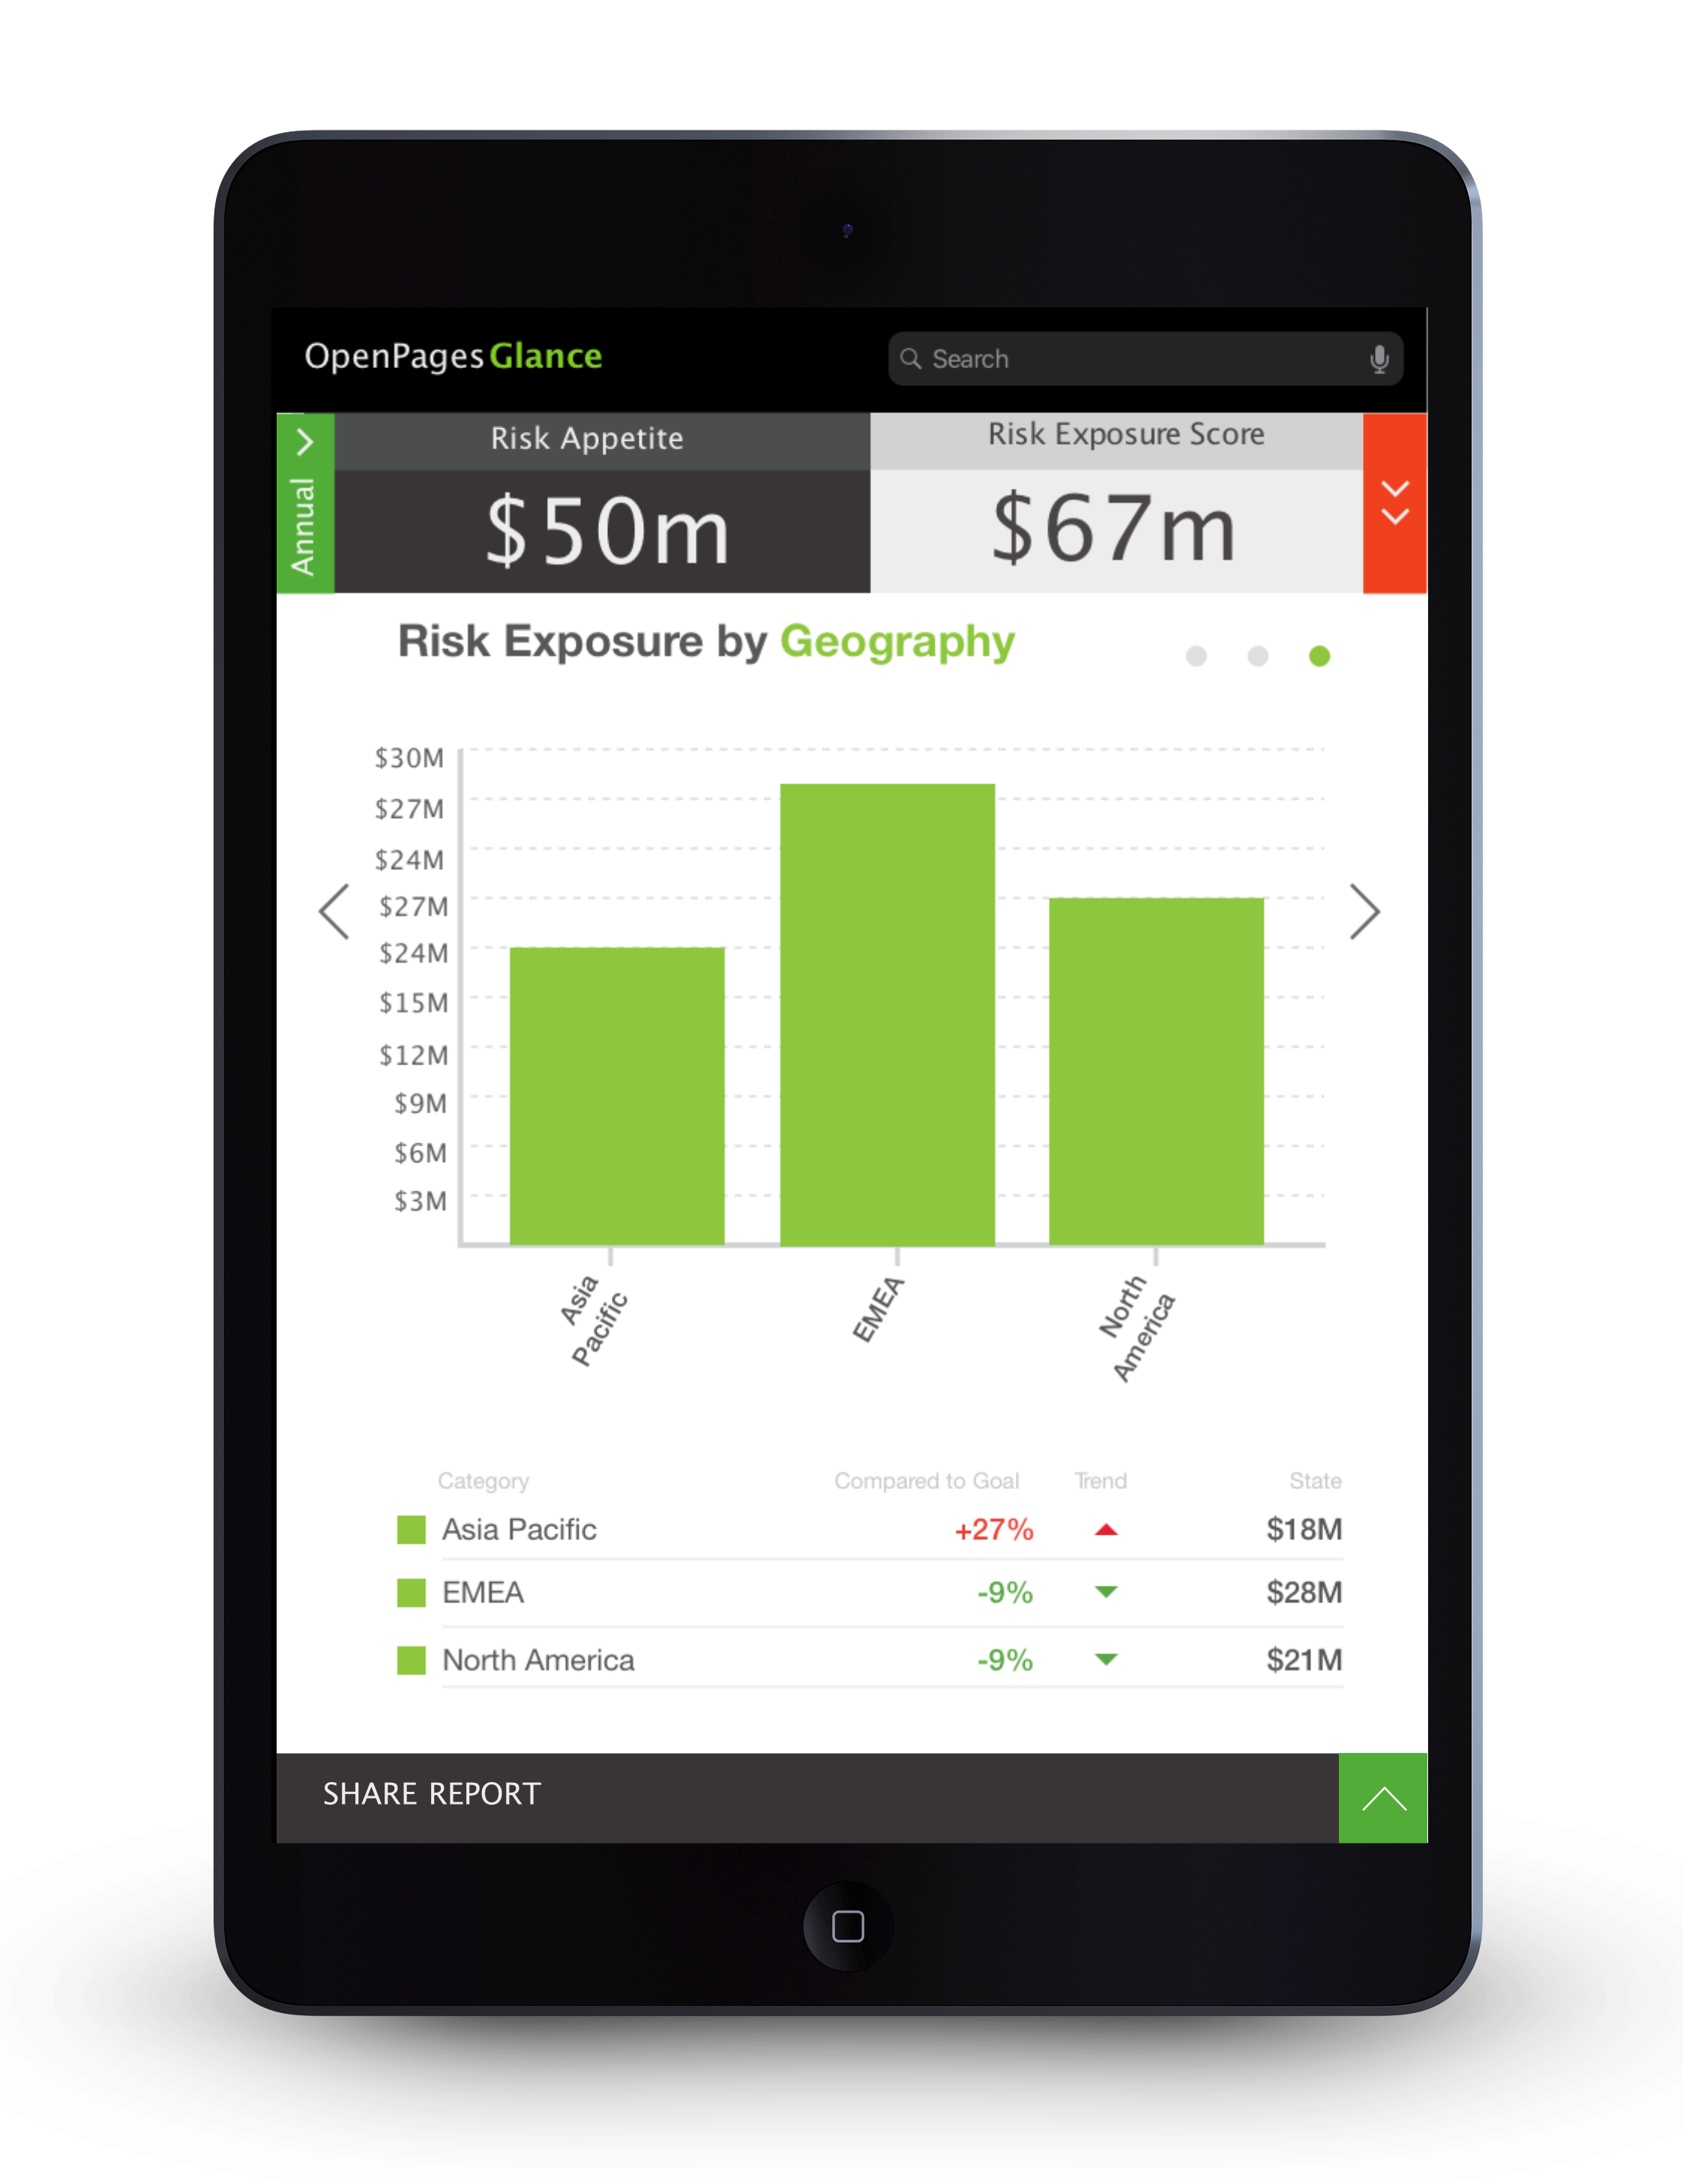 OpenPages Glance
Search
Annual
Risk Appetite
$50m
Risk Exposure Score
$67m
Risk Exposure by Geography
$30M
$27M
$24M
$27M
$24M
$15M
$12M
$9M
$6M
$3M
Asia
Pacific
EMEA
North
America
Category Compared to Goal Trend State
Asia Pacific +27% $18M
EMEA -9% $28M
North America -9% $21M
SHARE REPORT